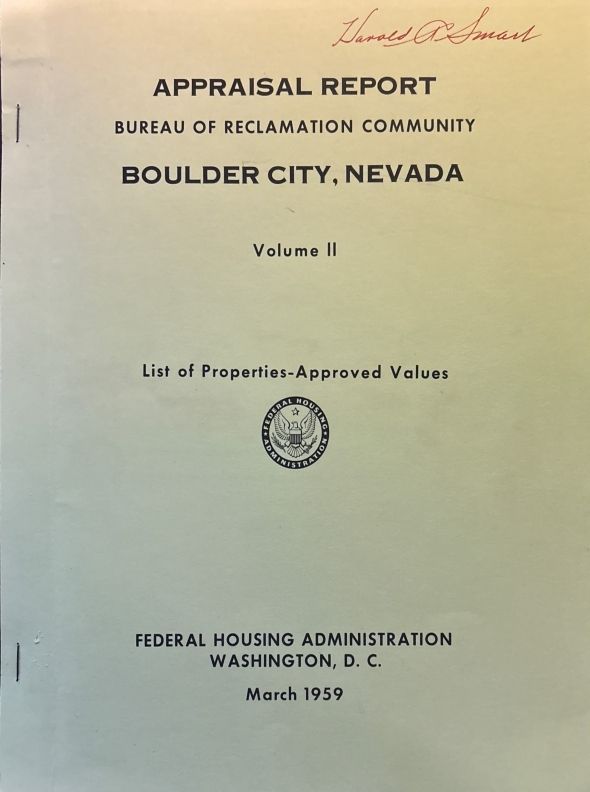 Harold A. Smart
APPRAISAL REPORT
BUREAU OF RECLAMATION COMMUNITY
BOULDER CITY, NEVADA
Volume II
List of Properties-Approved Values
FEDERAL HOUSING
ADMINISTRATION
FEDERAL HOUSING ADMINISTRATION
WASHINGTON, D. C.
March 1959